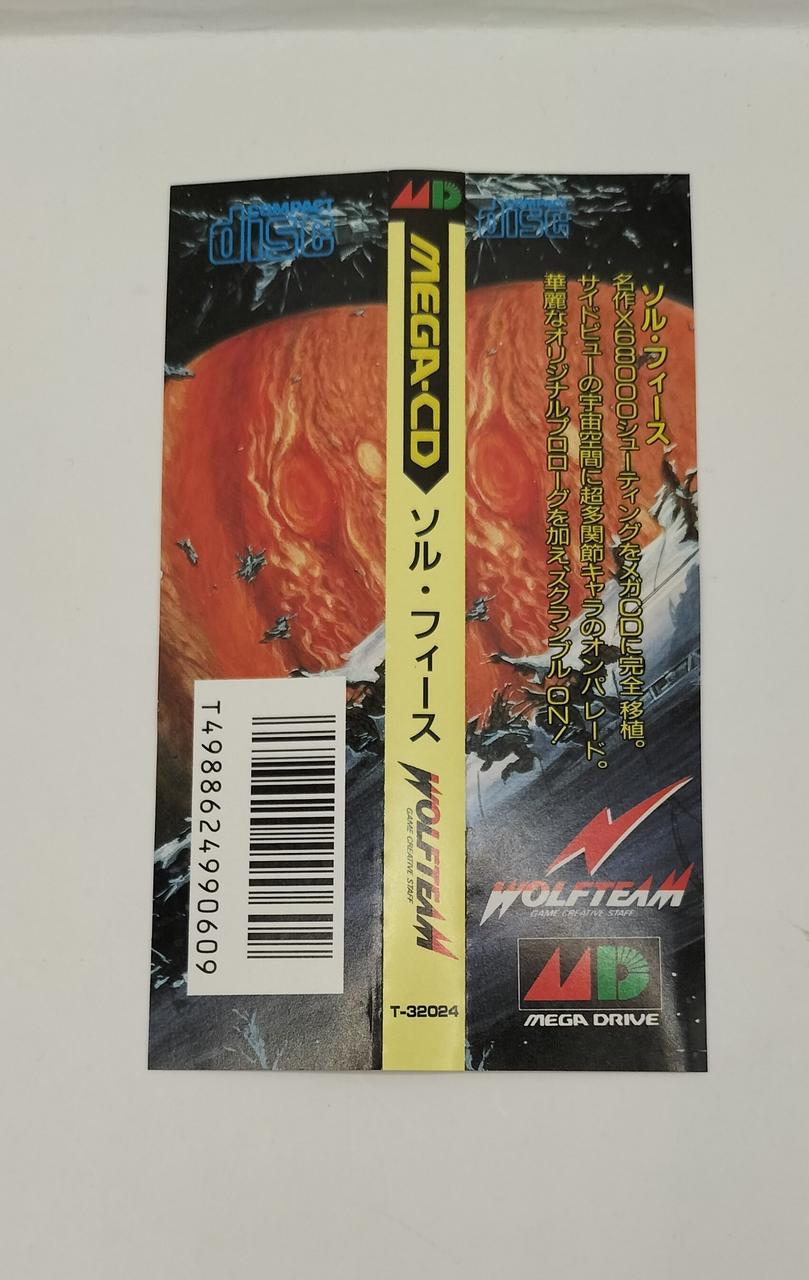 COMPACT
disc
T4988624990609
MD
MEGA-CD
ソル・フィース
WOLFTEAM
GAME CREATIVE STAFF
T-32024
COMPACT
disc
ソル・フィース
名作X68000シューティングをメガCDに完全移植。
サイドビューの宇宙空間に超多関節キャラのオンパレード。
華麗なオリジナルプロローグを加え、スクランブルON!
WOLFTEAM
GAME CREATIVE STAFF
MD
MEGA DRIVE